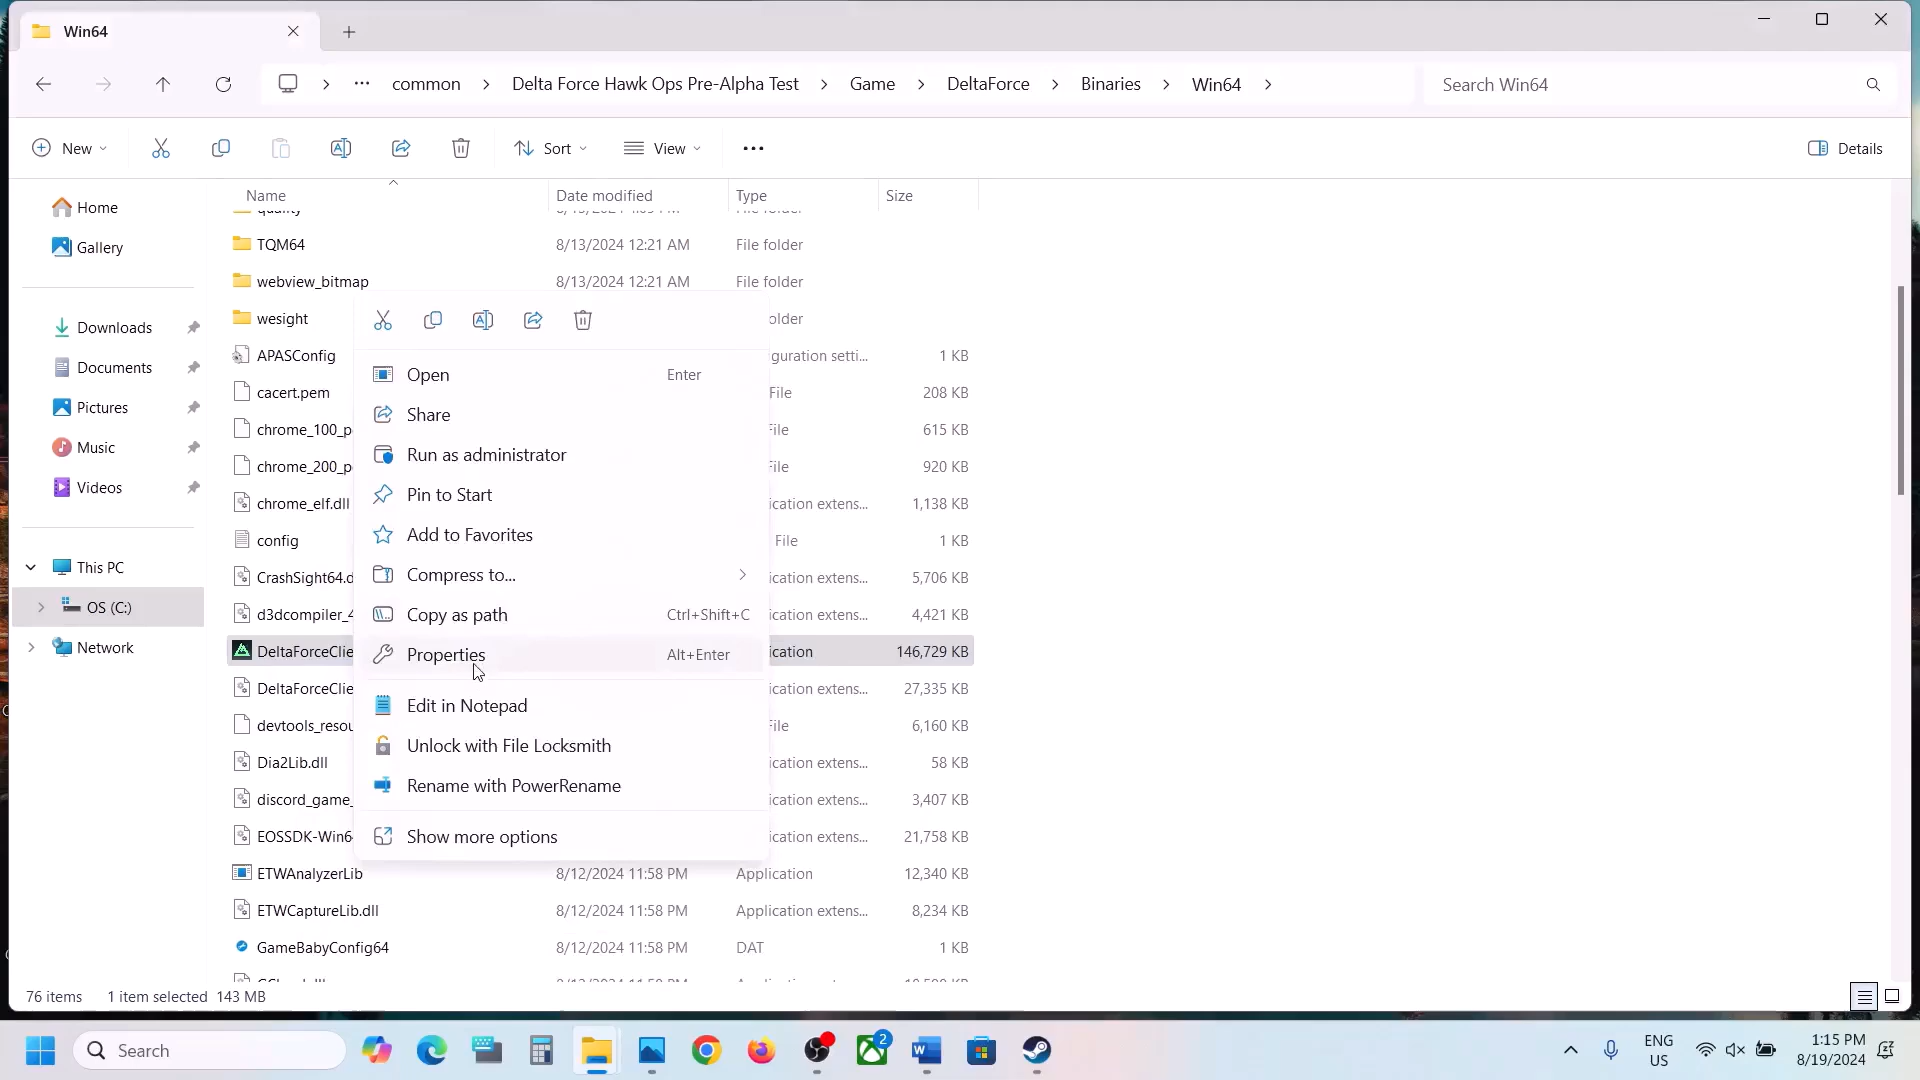 Win64
common
Delta Force Hawk Ops Pre-Alpha Test
Game
DeltaForce
Binaries
Win64
Search Win64
New
Sort
View
Details
Name
Date modified
Type
Size
Home
Gallery
Downloads
Documents
Pictures
Music
Videos
This PC
OS (C:)
Network
TQM64 8/13/2024 12:21 AM File folder
webview_bitmap 8/13/2024 12:21 AM File folder
wesight older
APASConfig guration setti... 1 KB
cacert.pem File 208 KB
chrome_100_p File 615 KB
chrome_200_p File 920 KB
chrome_elf.dll ication extens... 1,138 KB
config File 1 KB
CrashSight64.d ication extens... 5,706 KB
d3dcompiler_4 ication extens... 4,421 KB
DeltaForceClie ication 146,729 KB
DeltaForceClie ication extens... 27,335 KB
devtools_resou File 6,160 KB
Dia2Lib.dll ication extens... 58 KB
discord_game_ ication extens... 3,407 KB
EOSSDK-Win6 ication extens... 21,758 KB
ETWAnalyzerLib 8/12/2024 11:58 PM Application 12,340 KB
ETWCaptureLib.dll 8/12/2024 11:58 PM Application extens... 8,234 KB
GameBabyConfig64 8/12/2024 11:58 PM DAT 1 KB
Open Enter
Share
Run as administrator
Pin to Start
Add to Favorites
Compress to...
Copy as path Ctrl+Shift+C
Properties Alt+Enter
Edit in Notepad
Unlock with File Locksmith
Rename with PowerRename
Show more options
76 items 1 item selected 143 MB
Search
2
ENG
US
1:15 PM
8/19/2024